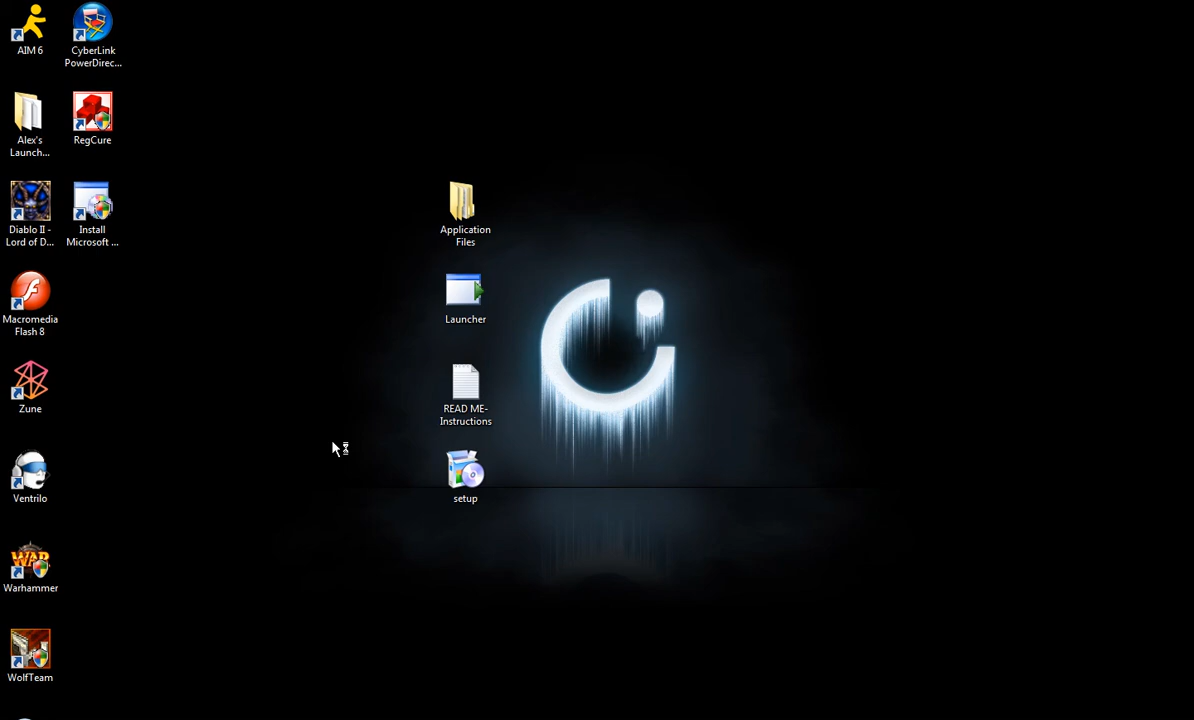 AIM 6
CyberLink
PowerDirec...
Alex's
Launch...
RegCure
Diablo II -
Lord of D...
Install
Microsoft ...
Macromedia
Flash 8
Zune
Ventrilo
WAR
Warhammer
WolfTeam
Application
Files
Launcher
READ ME-
Instructions
setup